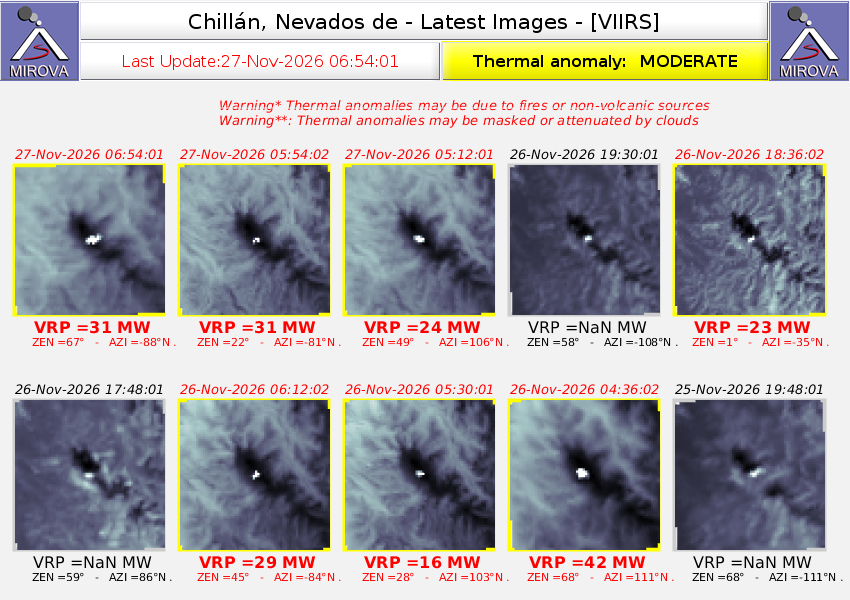 MIROVA
Chillán, Nevados de - Latest Images - [VIIRS]
MIROVA
Last Update:27-Nov-2026 06:54:01
Thermal anomaly: MODERATE
Warning* Thermal anomalies may be due to fires or non-volcanic sources
Warning**: Thermal anomalies may be masked or attenuated by clouds
27-Nov-2026 06:54:01 27-Nov-2026 05:54:02 27-Nov-2026 05:12:01 26-Nov-2026 19:30:01 26-Nov-2026 18:36:02
VRP =31 MW VRP =31 MW VRP =24 MW VRP =NaN MW VRP =23 MW
ZEN =67° - AZI =-88°N . ZEN =22° - AZI =-81°N . ZEN =49° - AZI =106°N . ZEN =58° - AZI =-108°N . ZEN =1° - AZI =-35°N .
26-Nov-2026 17:48:01 26-Nov-2026 06:12:02 26-Nov-2026 05:30:01 26-Nov-2026 04:36:02 25-Nov-2026 19:48:01
VRP =NaN MW VRP =29 MW VRP =16 MW VRP =42 MW VRP =NaN MW
ZEN =59° - AZI =86°N . ZEN =45° - AZI =-84°N . ZEN =28° - AZI =103°N . ZEN =68° - AZI =111°N . ZEN =68° - AZI =-111°N .